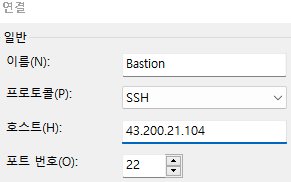 연결
일반
이름(N): Bastion
프로토콜(P): SSH
호스트(H): 43.200.21.104
포트 번호(O): 22